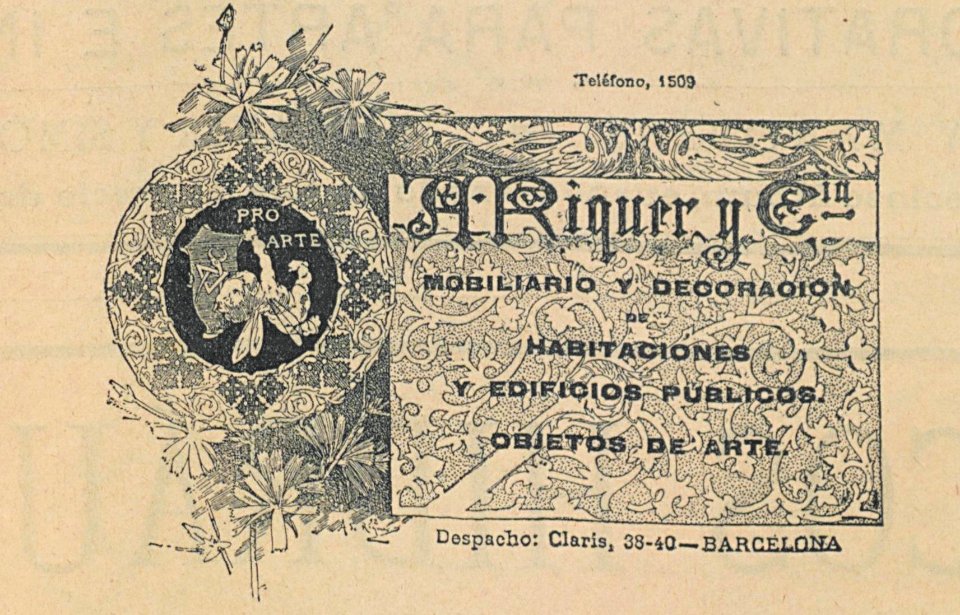 Teléfono, 1509
PRO
ARTE
A. Riquer y Cía
MOBILIARIO Y DECORACION
DE
HABITACIONES
Y EDIFICIOS PUBLICOS.
OBJETOS DE ARTE.
Despacho: Claris, 38-40—BARCELONA